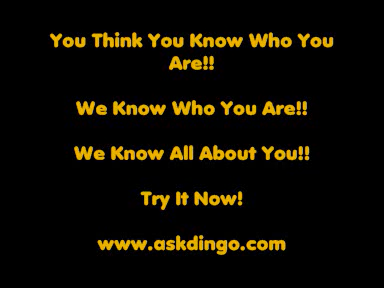 You Think You Know Who You
Are!!
We Know Who You Are!!
We Know All About You!!
Try It Now!
www.askdingo.com